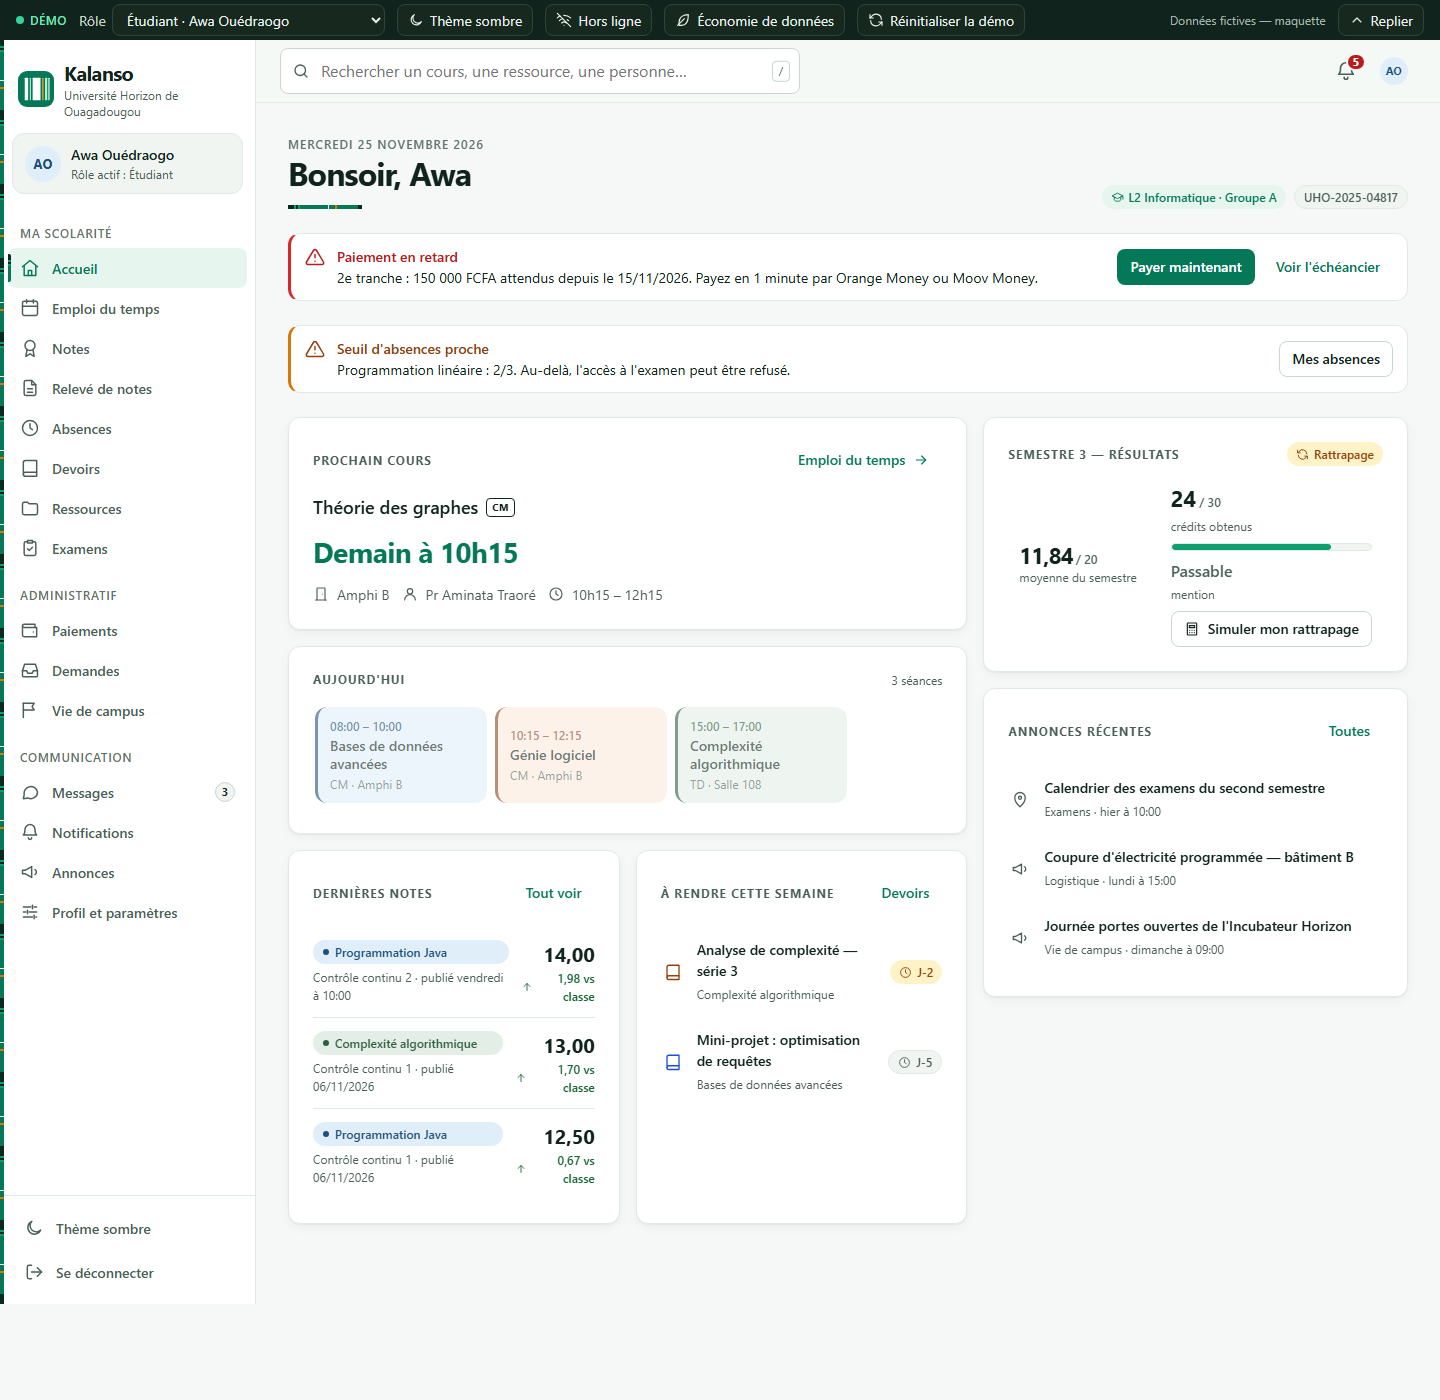 DÉMO Rôle Étudiant · Awa Ouédraogo Thème sombre Hors ligne Économie de données Réinitialiser la démo Données fictives — maquette Replier
Kalanso
Université Horizon de
Ouagadougou
AO
Awa Ouédraogo
Rôle actif : Étudiant
MA SCOLARITÉ
Accueil
Emploi du temps
Notes
Relevé de notes
Absences
Devoirs
Ressources
Examens
ADMINISTRATIF
Paiements
Demandes
Vie de campus
COMMUNICATION
Messages 3
Notifications
Annonces
Profil et paramètres
Thème sombre
Se déconnecter
Rechercher un cours, une ressource, une personne... /
5
AO
MERCREDI 25 NOVEMBRE 2026
Bonsoir, Awa
L2 Informatique · Groupe A UHO-2025-04817
Paiement en retard
2e tranche : 150 000 FCFA attendus depuis le 15/11/2026. Payez en 1 minute par Orange Money ou Moov Money.
Payer maintenant Voir l'échéancier
Seuil d'absences proche
Programmation linéaire : 2/3. Au-delà, l'accès à l'examen peut être refusé.
Mes absences
PROCHAIN COURS Emploi du temps
Théorie des graphes CM
Demain à 10h15
Amphi B Pr Aminata Traoré 10h15 – 12h15
AUJOURD'HUI 3 séances
08:00 – 10:00
Bases de données
avancées
CM · Amphi B
10:15 – 12:15
Génie logiciel
CM · Amphi B
15:00 – 17:00
Complexité
algorithmique
TD · Salle 108
DERNIÈRES NOTES Tout voir
Programmation Java
Contrôle continu 2 · publié vendredi
à 10:00
14,00
1,98 vs
classe
Complexité algorithmique
Contrôle continu 1 · publié
06/11/2026
13,00
1,70 vs
classe
Programmation Java
Contrôle continu 1 · publié
06/11/2026
12,50
0,67 vs
classe
À RENDRE CETTE SEMAINE Devoirs
Analyse de complexité —
série 3
Complexité algorithmique
J-2
Mini-projet : optimisation
de requêtes
Bases de données avancées
J-5
SEMESTRE 3 — RÉSULTATS Rattrapage
11,84 / 20
moyenne du semestre
24 / 30
crédits obtenus
Passable
mention
Simuler mon rattrapage
ANNONCES RÉCENTES Toutes
Calendrier des examens du second semestre
Examens · hier à 10:00
Coupure d'électricité programmée — bâtiment B
Logistique · lundi à 15:00
Journée portes ouvertes de l'Incubateur Horizon
Vie de campus · dimanche à 09:00